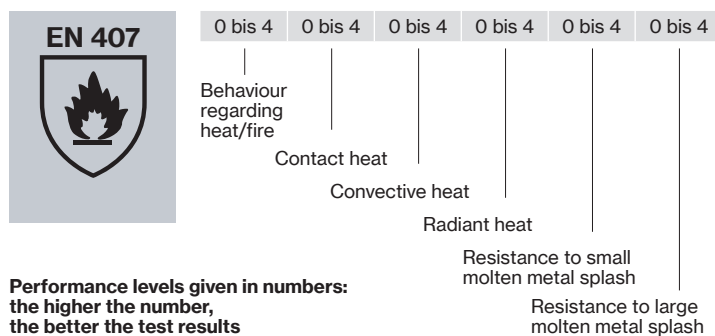 EN 407
0 bis 4 0 bis 4 0 bis 4 0 bis 4 0 bis 4 0 bis 4
Behaviour
regarding
heat/fire
Contact heat
Convective heat
Radiant heat
Resistance to small
molten metal splash
Resistance to large
molten metal splash
Performance levels given in numbers:
the higher the number,
the better the test results